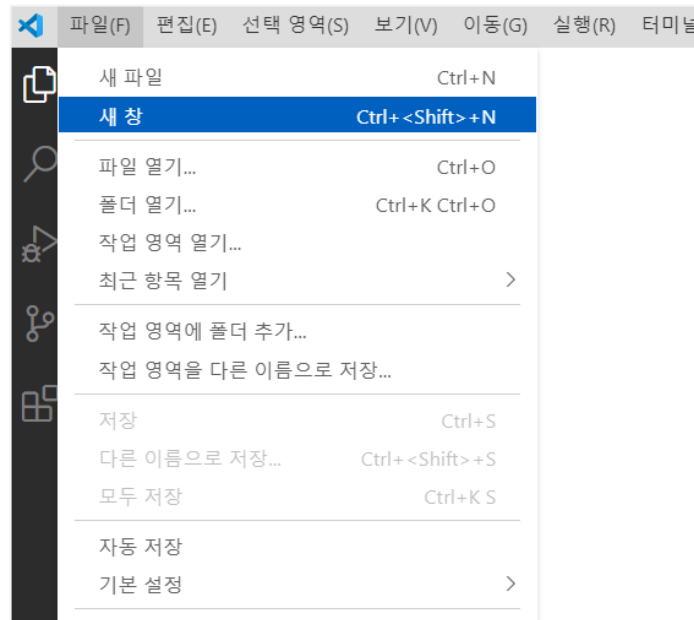 파일(F) 편집(E) 선택 영역(S) 보기(V) 이동(G) 실행(R) 터미널
새 파일 Ctrl+N
새 창 Ctrl+<Shift>+N
파일 열기... Ctrl+O
폴더 열기... Ctrl+K Ctrl+O
작업 영역 열기...
최근 항목 열기
작업 영역에 폴더 추가...
작업 영역을 다른 이름으로 저장...
저장 Ctrl+S
다른 이름으로 저장... Ctrl+<Shift>+S
모두 저장 Ctrl+K S
자동 저장
기본 설정